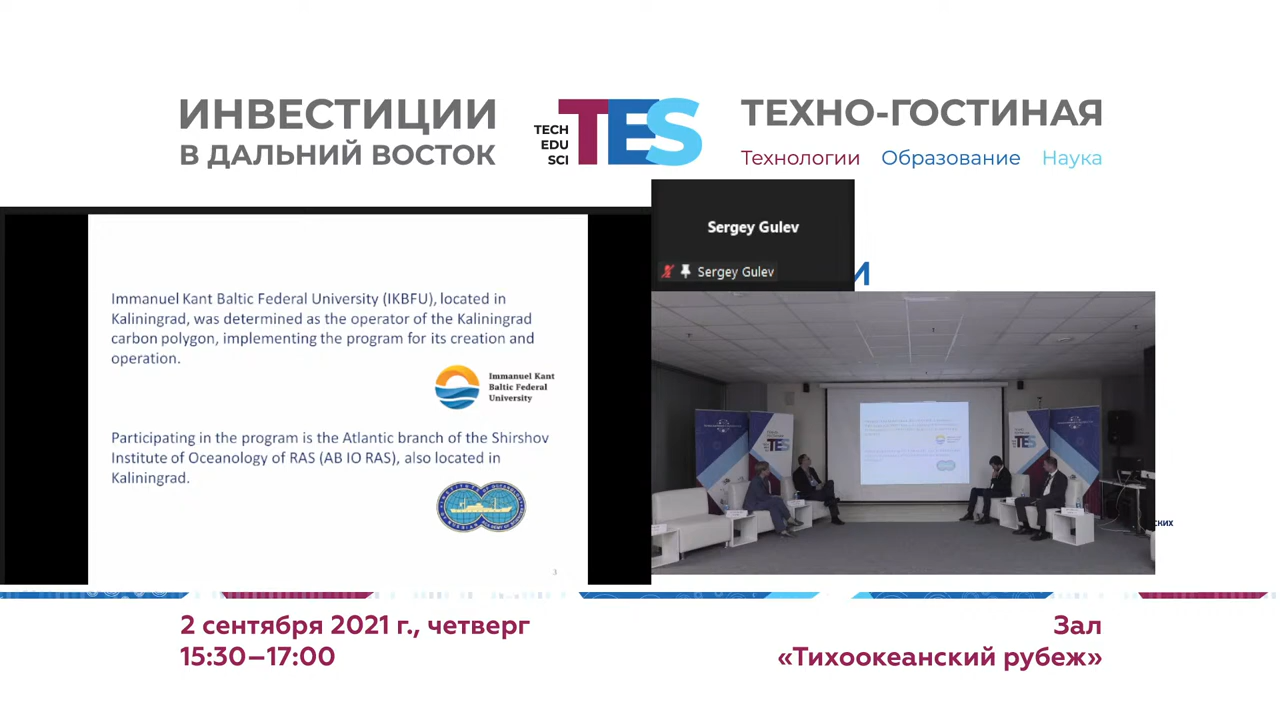 ИНВЕСТИЦИИ
В ДАЛЬНИЙ ВОСТОК
TECH
EDU
SCI
TES
ТЕХНО-ГОСТИНАЯ
Технологии Образование Наука
Immanuel Kant Baltic Federal University (IKBFU), located in
Kaliningrad, was determined as the operator of the Kaliningrad
carbon polygon, implementing the program for its creation and
operation.
Immanuel Kant
Baltic Federal
University
Participating in the program is the Atlantic branch of the Shirshov
Institute of Oceanology of RAS (AB IO RAS), also located in
Kaliningrad.
3
Sergey Gulev
Sergey Gulev
И
TES
TES
ских
2 сентября 2021 г., четверг
15:30–17:00
Зал
«Тихоокеанский рубеж»